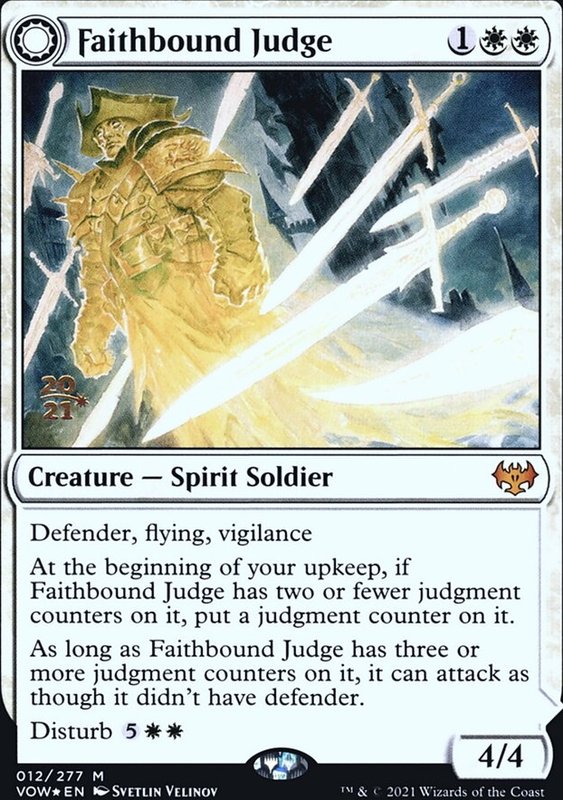 Faithbound Judge 1
20
21
Creature — Spirit Soldier
Defender, flying, vigilance
At the beginning of your upkeep, if
Faithbound Judge has two or fewer judgment
counters on it, put a judgment counter on it.
As long as Faithbound Judge has three or
more judgment counters on it, it can attack as
though it didn't have defender.
Disturb 5
4/4
012/277 M
VOW★EN Svetlin Velinov
™ & © 2021 Wizards of the Coast